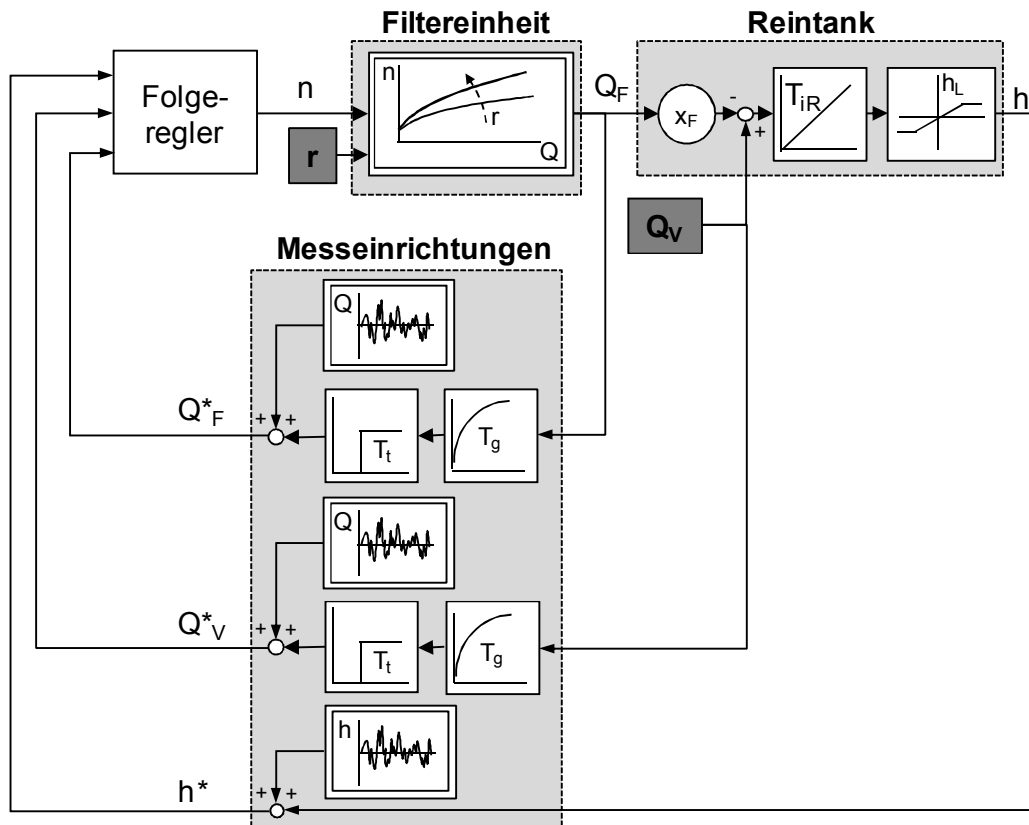 Filtereinheit
Reintank
Folge-
regler
n
r
n
r
Q
Q_F
x_F
-
+
T_iR
h_L
h
Q_V
Messeinrichtungen
Q
Q*_F
+ +
T_t
T_g
Q
Q*_V
+ +
T_t
T_g
h
h*
+ +